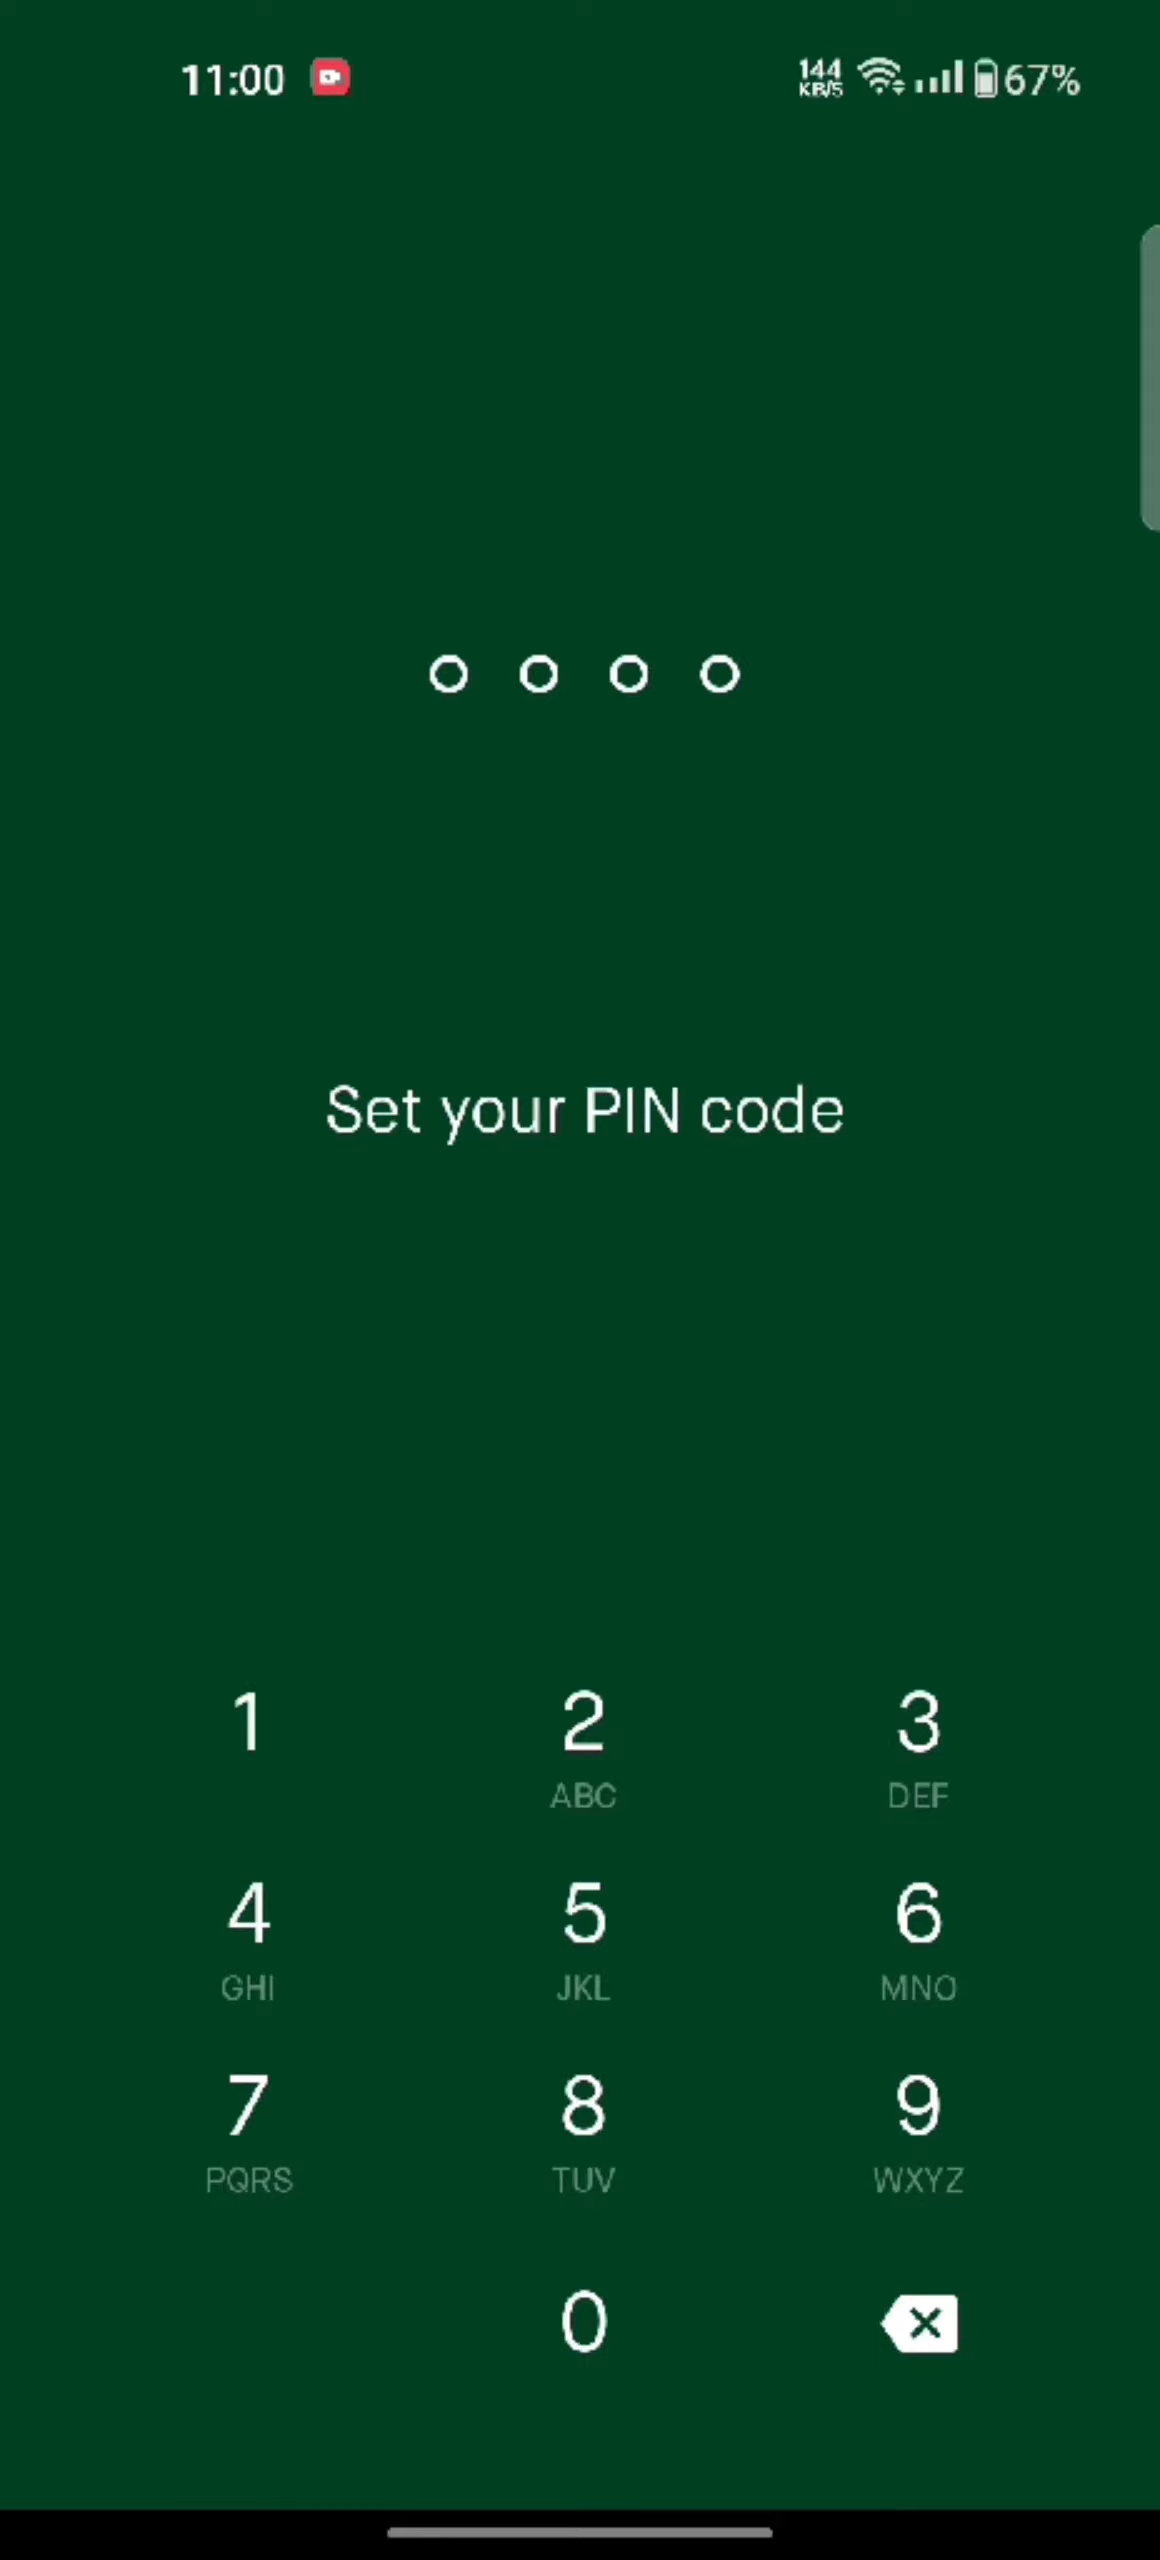 11:00 144 KB/S 67%
Set your PIN code
1 2 3
ABC DEF
4 5 6
GHI JKL MNO
7 8 9
PQRS TUV WXYZ
0